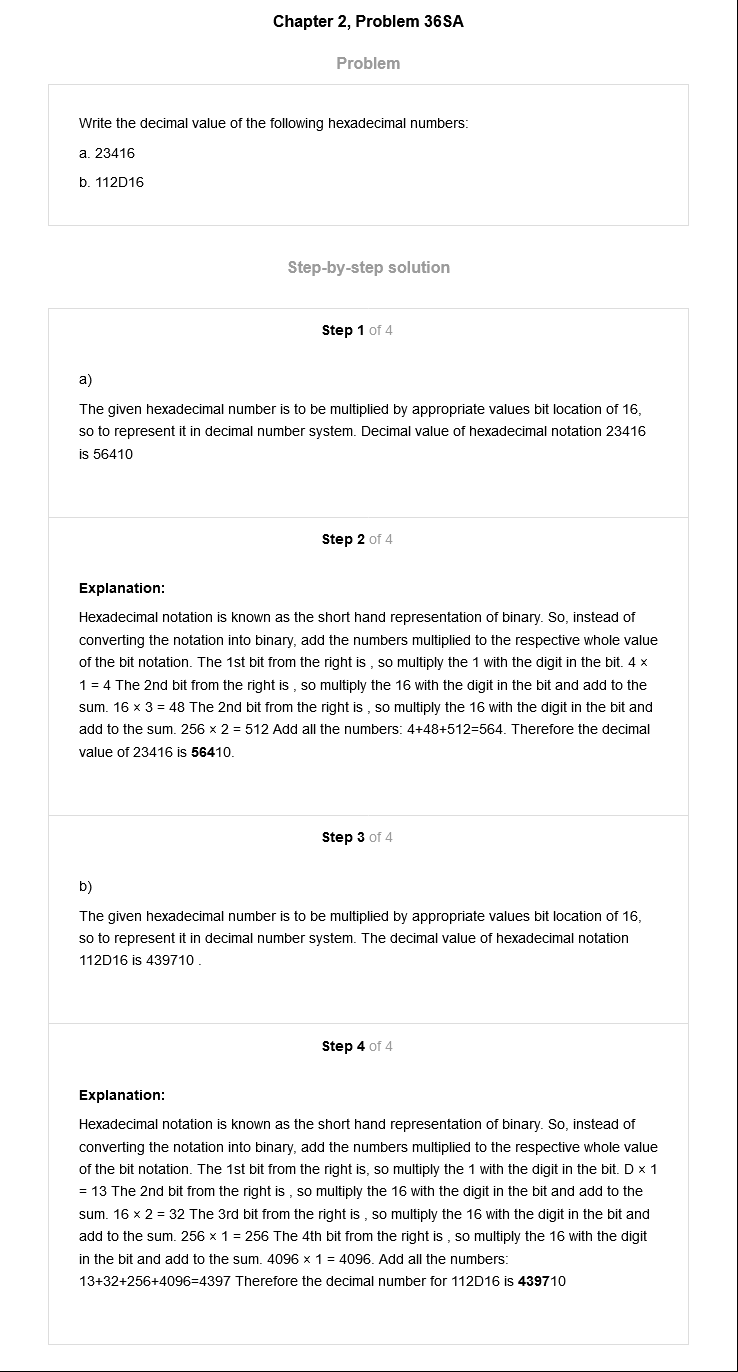 Chapter 2, Problem 36SA
Problem
Write the decimal value of the following hexadecimal numbers:
a. 23416
b. 112D16
Step-by-step solution
Step 1 of 4
a)
The given hexadecimal number is to be multiplied by appropriate values bit location of 16,
so to represent it in decimal number system. Decimal value of hexadecimal notation 23416
is 56410
Step 2 of 4
Explanation:
Hexadecimal notation is known as the short hand representation of binary. So, instead of
converting the notation into binary, add the numbers multiplied to the respective whole value
of the bit notation. The 1st bit from the right is , so multiply the 1 with the digit in the bit. 4 ×
1 = 4 The 2nd bit from the right is , so multiply the 16 with the digit in the bit and add to the
sum. 16 × 3 = 48 The 2nd bit from the right is , so multiply the 16 with the digit in the bit and
add to the sum. 256 × 2 = 512 Add all the numbers: 4+48+512=564. Therefore the decimal
value of 23416 is 56410.
Step 3 of 4
b)
The given hexadecimal number is to be multiplied by appropriate values bit location of 16,
so to represent it in decimal number system. The decimal value of hexadecimal notation
112D16 is 439710 .
Step 4 of 4
Explanation:
Hexadecimal notation is known as the short hand representation of binary. So, instead of
converting the notation into binary, add the numbers multiplied to the respective whole value
of the bit notation. The 1st bit from the right is, so multiply the 1 with the digit in the bit. D × 1
= 13 The 2nd bit from the right is , so multiply the 16 with the digit in the bit and add to the
sum. 16 × 2 = 32 The 3rd bit from the right is , so multiply the 16 with the digit in the bit and
add to the sum. 256 × 1 = 256 The 4th bit from the right is , so multiply the 16 with the digit
in the bit and add to the sum. 4096 × 1 = 4096. Add all the numbers:
13+32+256+4096=4397 Therefore the decimal number for 112D16 is 439710